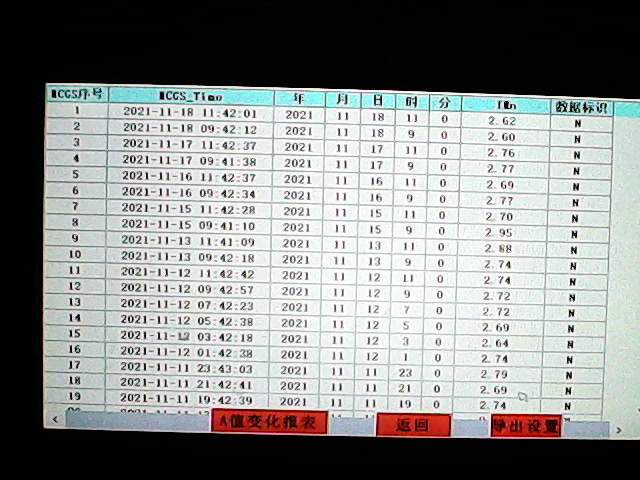 MCGS序号 MCGS_Time 年 月 日 时 分 IMn 数据标识
1 2021-11-18 11:42:01 2021 11 18 11 0 2.62 N
2 2021-11-18 09:42:12 2021 11 18 9 0 2.60 N
3 2021-11-17 11:42:37 2021 11 17 11 0 2.76 N
4 2021-11-17 09:41:38 2021 11 17 9 0 2.77 N
5 2021-11-16 11:42:37 2021 11 16 11 0 2.69 N
6 2021-11-16 09:42:34 2021 11 16 9 0 2.77 N
7 2021-11-15 11:42:28 2021 11 15 11 0 2.70 N
8 2021-11-15 09:41:10 2021 11 15 9 0 2.95 N
9 2021-11-13 11:41:09 2021 11 13 11 0 2.88 N
10 2021-11-13 09:42:18 2021 11 13 9 0 2.74 N
11 2021-11-12 11:42:42 2021 11 12 11 0 2.74 N
12 2021-11-12 09:42:57 2021 11 12 9 0 2.72 N
13 2021-11-12 07:42:23 2021 11 12 7 0 2.72 N
14 2021-11-12 05:42:38 2021 11 12 5 0 2.69 N
15 2021-11-12 03:42:18 2021 11 12 3 0 2.64 N
16 2021-11-12 01:42:38 2021 11 12 1 0 2.74 N
17 2021-11-11 23:43:03 2021 11 11 23 0 2.79 N
18 2021-11-11 21:42:41 2021 11 11 21 0 2.69 N
19 2021-11-11 19:42:39 2021 11 11 19 0 2.74 N
A值变化报表 返回 导出设置